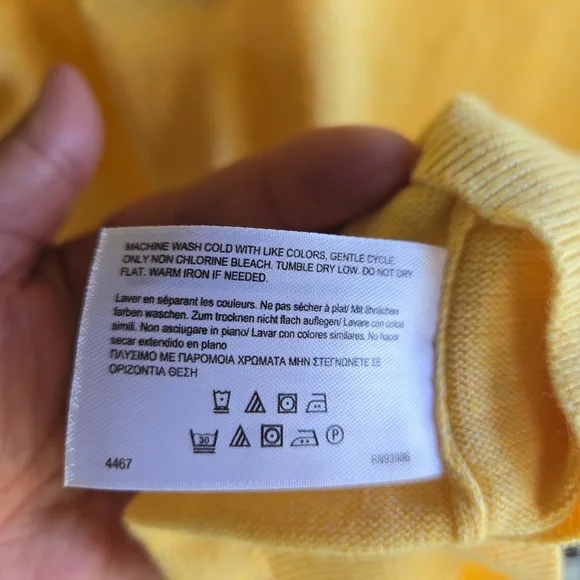 MACHINE WASH COLD WITH LIKE COLORS, GENTLE CYCLE
ONLY NON CHLORINE BLEACH. TUMBLE DRY LOW. DO NOT DRY
FLAT. WARM IRON IF NEEDED.
Laver en séparant les couleurs. Ne pas sécher à plat/ Mit ähnlichen
farben waschen. Zum trocknen nicht flach auflegen/ Lavare con colori
simili. Non asciugare in piano/ Lavar con colores similares. No hacer
secar extendido en plano
ΠΛΥΣΙΜΟ ΜΕ ΠΑΡΟΜΟΙΑ ΧΡΩΜΑΤΑ ΜΗΝ ΣΤΕΓΝΩΝΕΤΕ ΣΕ
ΟΡΙΖΟΝΤΙΑ ΘΕΣΗ
30 P
4467 RN93986